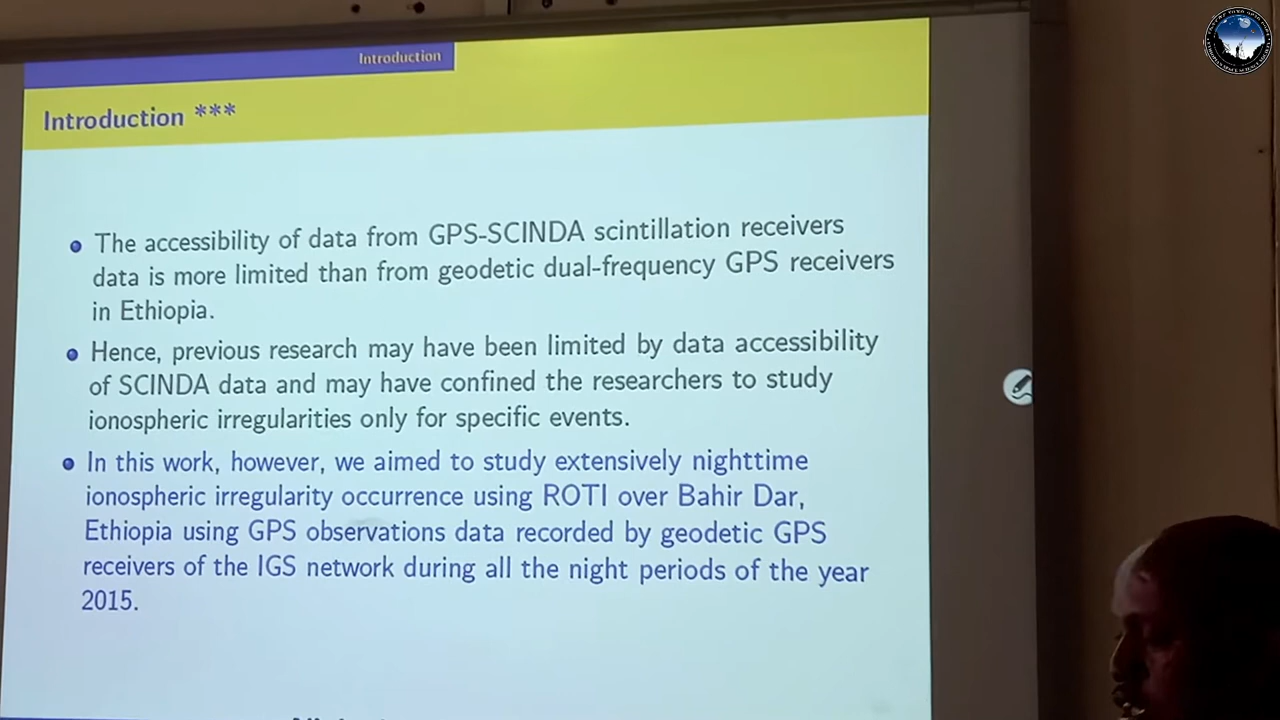 Introduction
Introduction ***
The accessibility of data from GPS-SCINDA scintillation receivers
data is more limited than from geodetic dual-frequency GPS receivers
in Ethiopia.
Hence, previous research may have been limited by data accessibility
of SCINDA data and may have confined the researchers to study
ionospheric irregularities only for specific events.
In this work, however, we aimed to study extensively nighttime
ionospheric irregularity occurrence using ROTI over Bahir Dar,
Ethiopia using GPS observations data recorded by geodetic GPS
receivers of the IGS network during all the night periods of the year
2015.